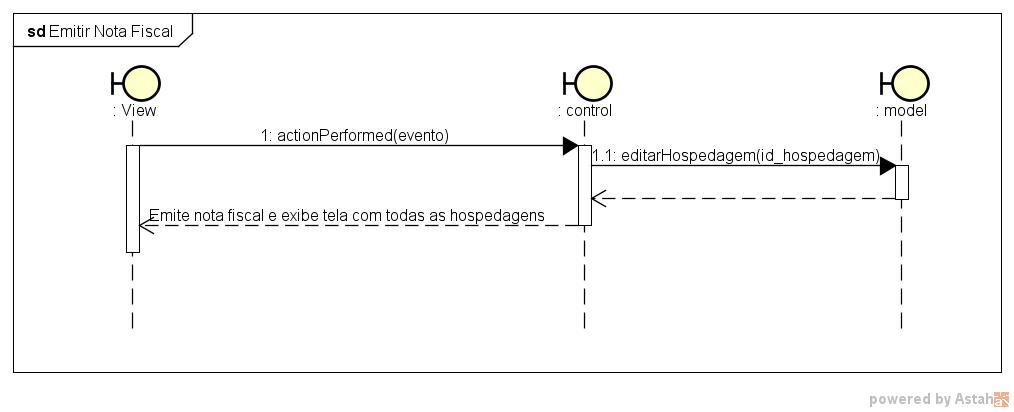 sd Emitir Nota Fiscal
: View
: control
: model
1: actionPerformed(evento)
1.1: editarHospedagem(id_hospedagem)
Emite nota fiscal e exibe tela com todas as hospedagens
powered by Astah